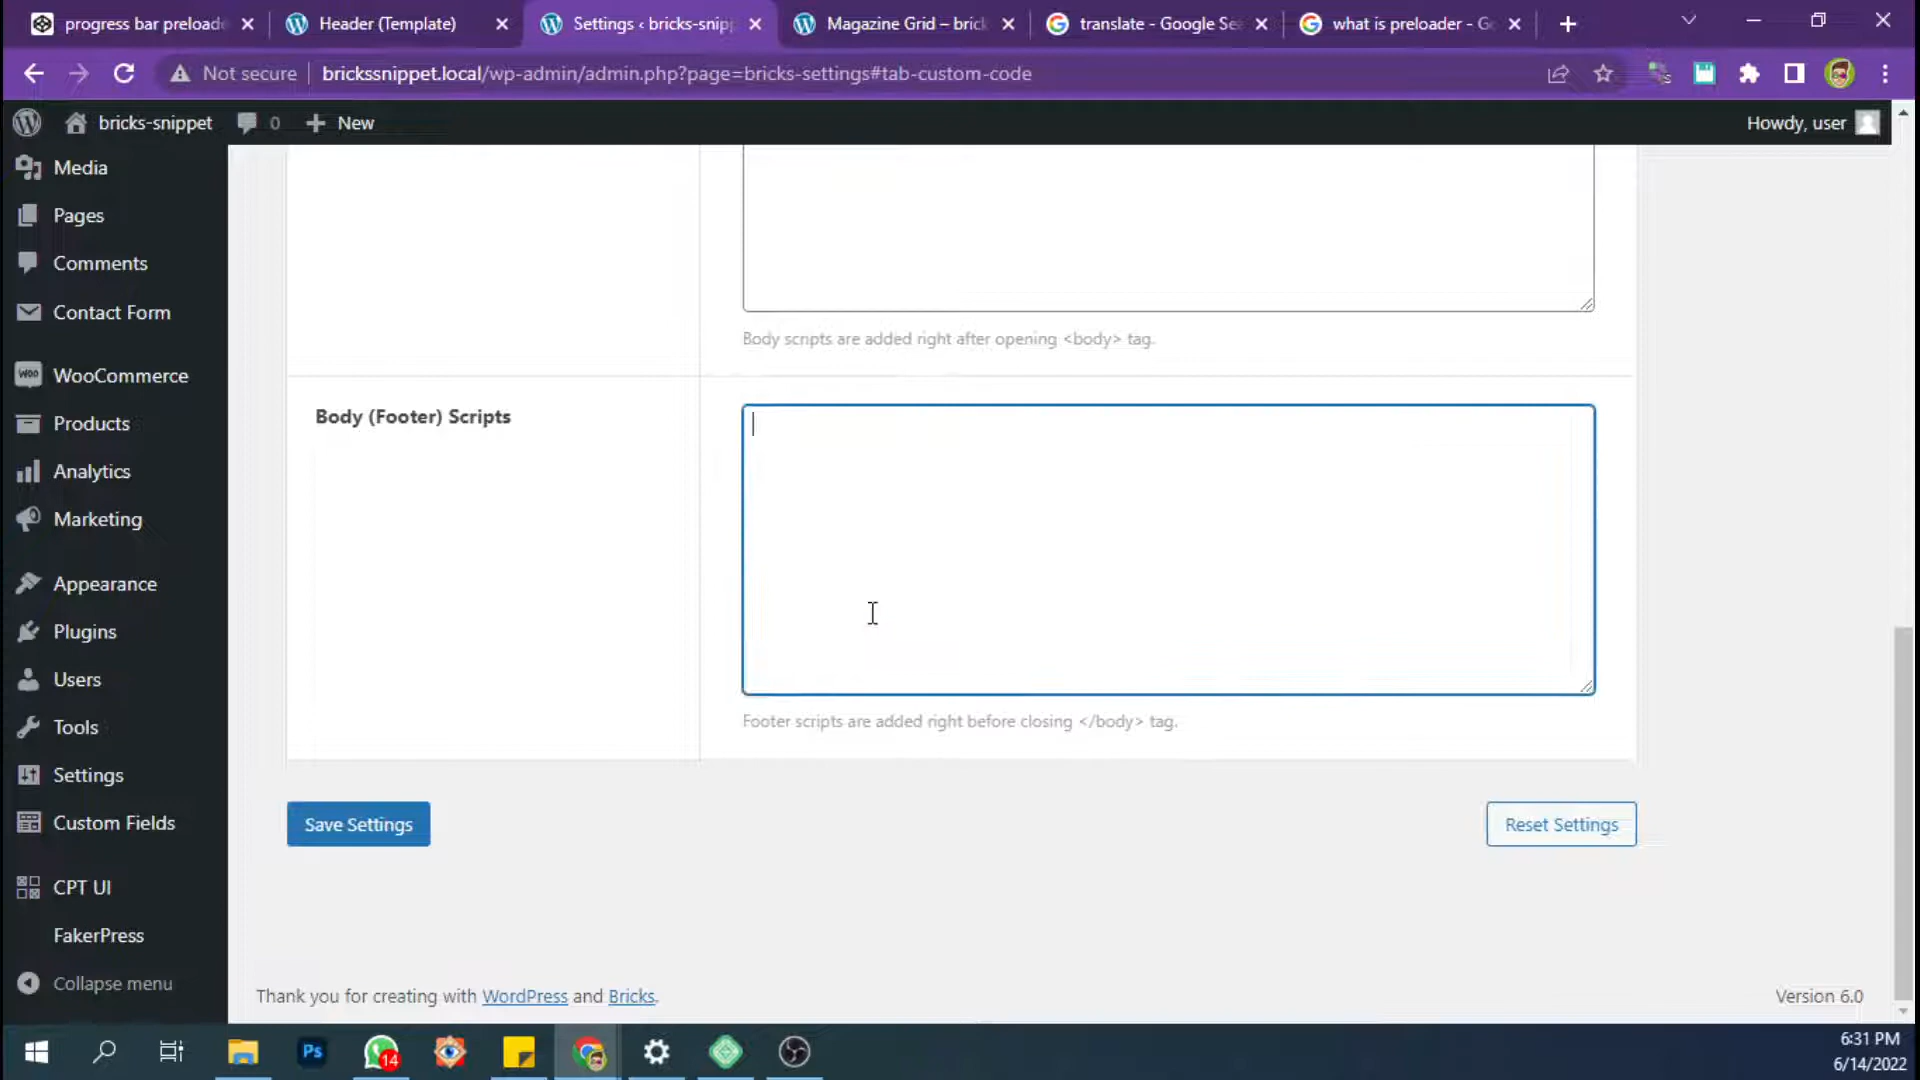 progress bar preloade
Header (Template)
Settings ‹ bricks-snip
Magazine Grid – brick
translate - Google Se
what is preloader - G
Not secure
brickssnippet.local/wp-admin/admin.php?page=bricks-settings#tab-custom-code
bricks-snippet
0
New
Howdy, user
Media
Pages
Comments
Contact Form
WooCommerce
Products
Analytics
Marketing
Appearance
Plugins
Users
Tools
Settings
Custom Fields
CPT UI
FakerPress
Collapse menu
Body scripts are added right after opening <body> tag.
Body (Footer) Scripts
Footer scripts are added right before closing </body> tag.
Save Settings
Reset Settings
Thank you for creating with WordPress and Bricks.
Version 6.0
Ps
14
6:31 PM
6/14/2022